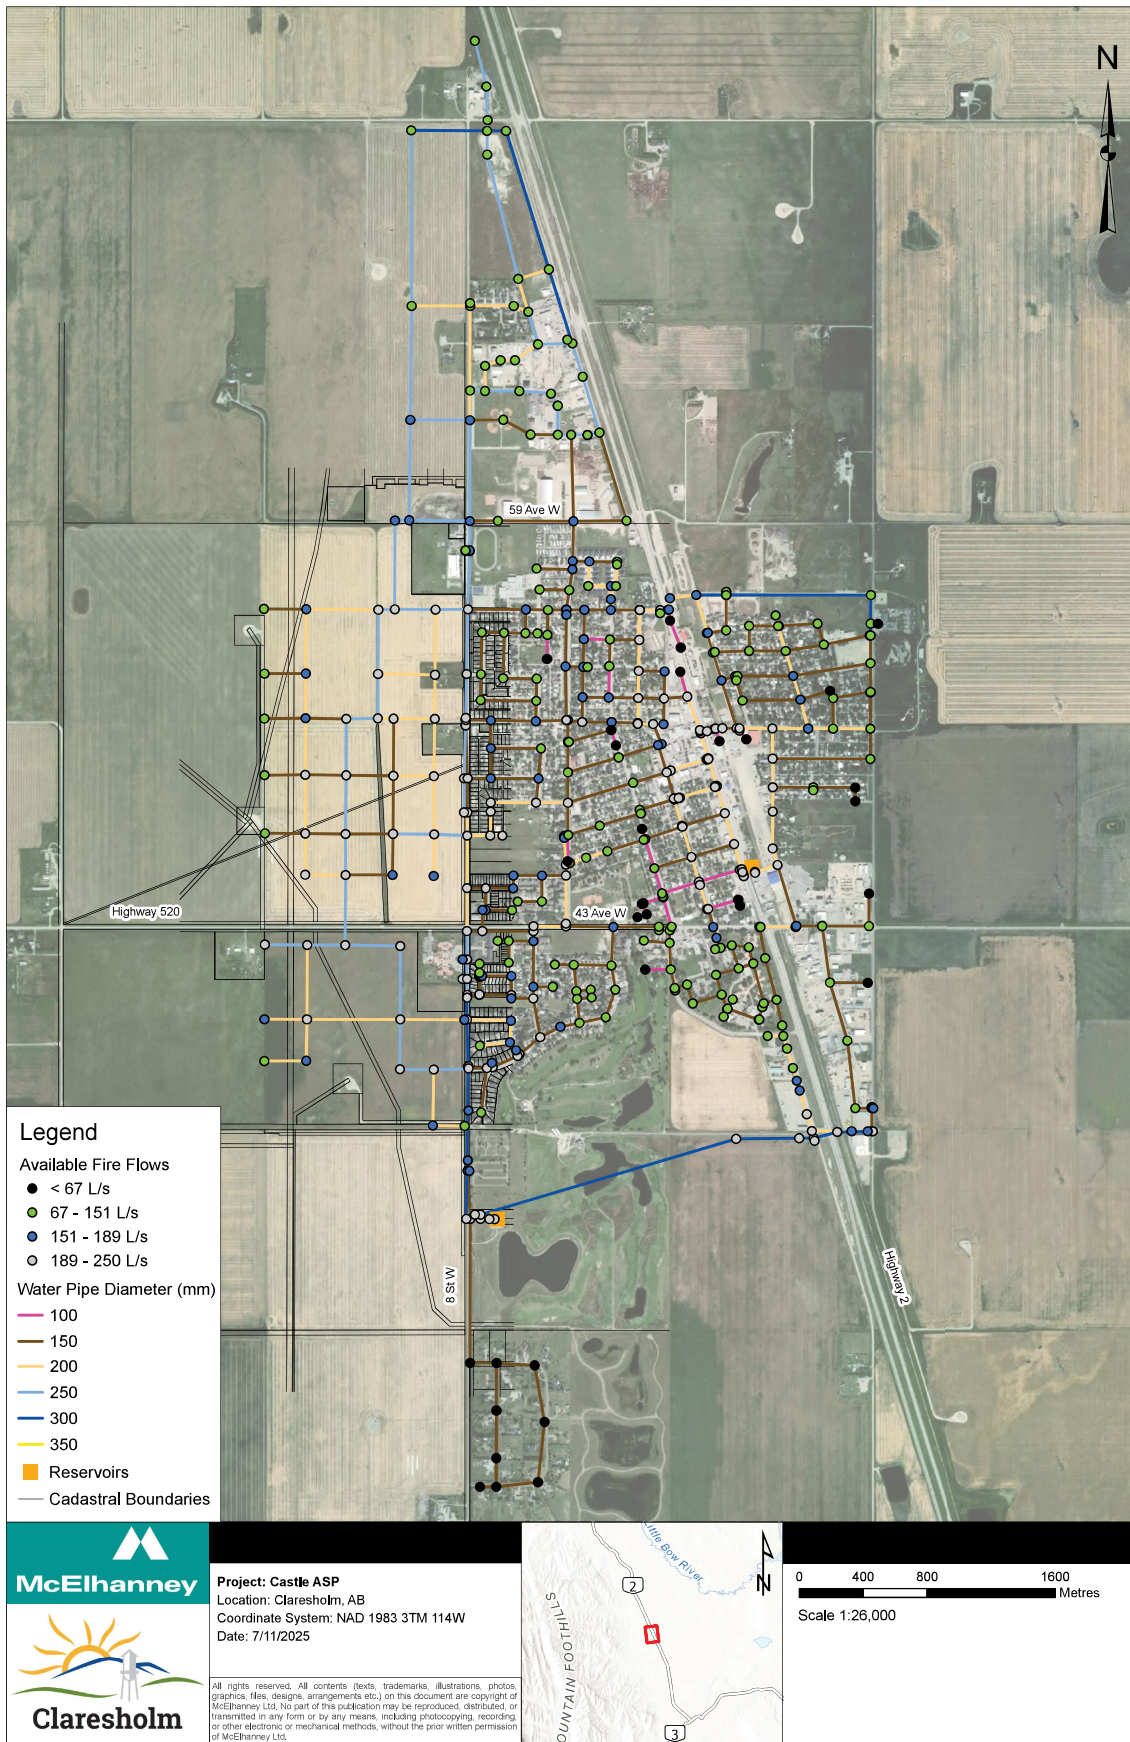 N
59 Ave W
Highway 520
43 Ave W
8 St W
Highway 2
Legend
Available Fire Flows
< 67 L/s
67 - 151 L/s
151 - 189 L/s
189 - 250 L/s
Water Pipe Diameter (mm)
100
150
200
250
300
350
Reservoirs
Cadastral Boundaries
McElhanney
Claresholm
Project: Castle ASP
Location: Claresholm, AB
Coordinate System: NAD 1983 3TM 114W
Date: 7/11/2025
All rights reserved. All contents (texts, trademarks, illustrations, photos,
graphics, files, designs, arrangements etc.) on this document are copyright of
McElhanney Ltd. No part of this publication may be reproduced, distributed, or
transmitted in any form or by any means, including photocopying, recording,
or other electronic or mechanical methods, without the prior written permission
of McElhanney Ltd.
Little Bow River
2
N
OUNTAIN FOOTHILLS
3
0 400 800 1600
Metres
Scale 1:26,000